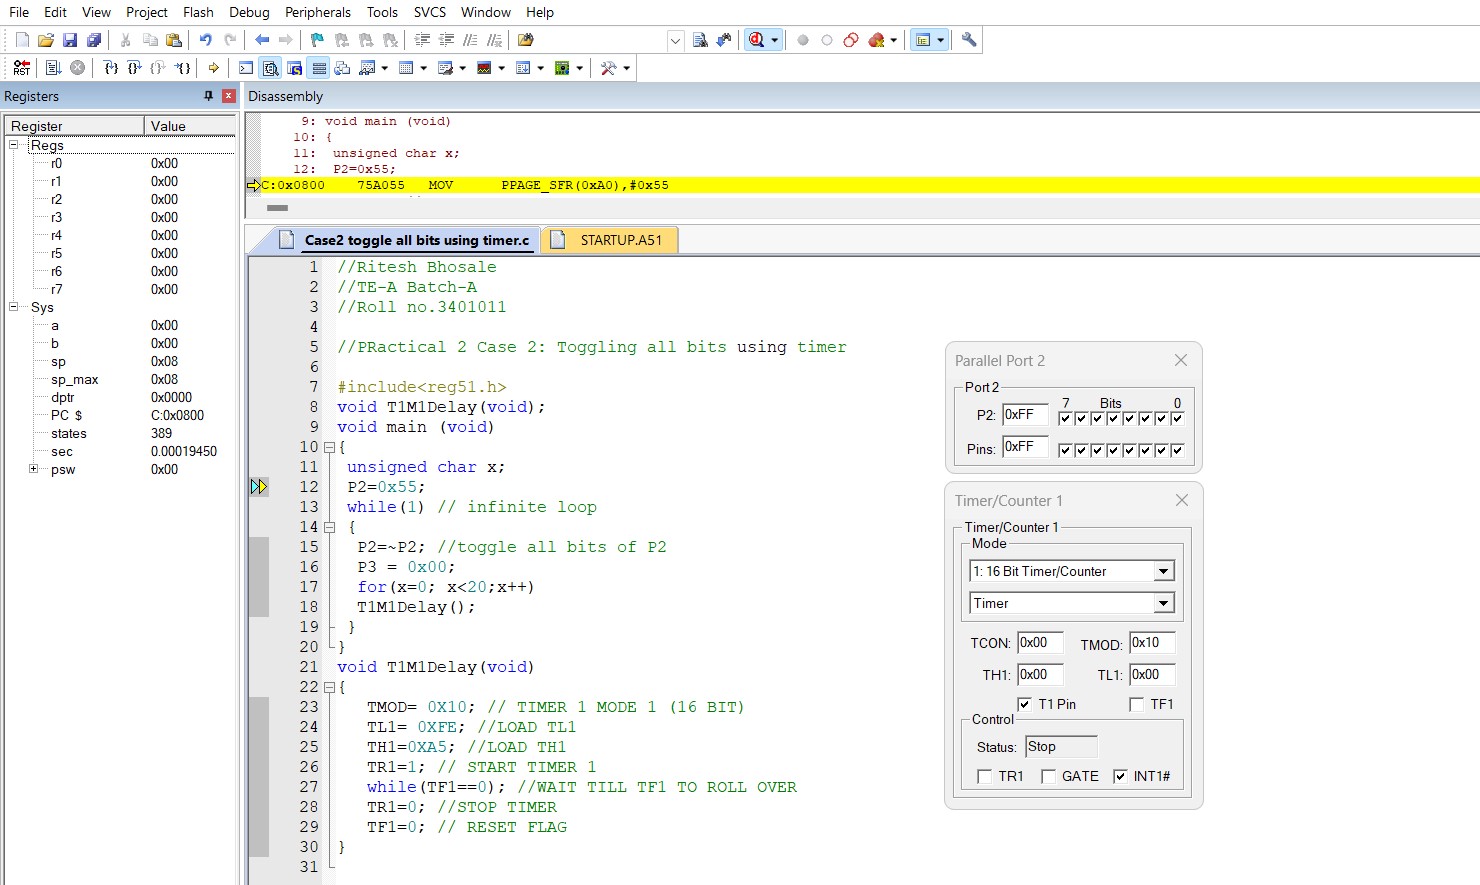 File Edit View Project Flash Debug Peripherals Tools SVCS Window Help
Registers
Register Value
Regs
r0 0x00
r1 0x00
r2 0x00
r3 0x00
r4 0x00
r5 0x00
r6 0x00
r7 0x00
Sys
a 0x00
b 0x00
sp 0x08
sp_max 0x08
dptr 0x0000
PC $ C:0x0800
states 389
sec 0.00019450
psw 0x00
Disassembly
9: void main (void)
10: {
11: unsigned char x;
12: P2=0x55;
C:0x0800 75A055 MOV PPAGE_SFR(0xA0),#0x55
Case2 toggle all bits using timer.c STARTUP.A51
1 //Ritesh Bhosale
2 //TE-A Batch-A
3 //Roll no.3401011
4
5 //PRactical 2 Case 2: Toggling all bits using timer
6
7 #include<reg51.h>
8 void T1M1Delay(void);
9 void main (void)
10 {
11 unsigned char x;
12 P2=0x55;
13 while(1) // infinite loop
14 {
15 P2=~P2; //toggle all bits of P2
16 P3 = 0x00;
17 for(x=0; x<20;x++)
18 T1M1Delay();
19 }
20 }
21 void T1M1Delay(void)
22 {
23 TMOD= 0X10; // TIMER 1 MODE 1 (16 BIT)
24 TL1= 0XFE; //LOAD TL1
25 TH1=0XA5; //LOAD TH1
26 TR1=1; // START TIMER 1
27 while(TF1==0); //WAIT TILL TF1 TO ROLL OVER
28 TR1=0; //STOP TIMER
29 TF1=0; // RESET FLAG
30 }
31
Parallel Port 2
Port 2
7 Bits 0
P2: 0xFF
Pins: 0xFF
Timer/Counter 1
Timer/Counter 1
Mode
1: 16 Bit Timer/Counter
Timer
TCON: 0x00 TMOD: 0x10
TH1: 0x00 TL1: 0x00
T1 Pin TF1
Control
Status: Stop
TR1 GATE INT1#